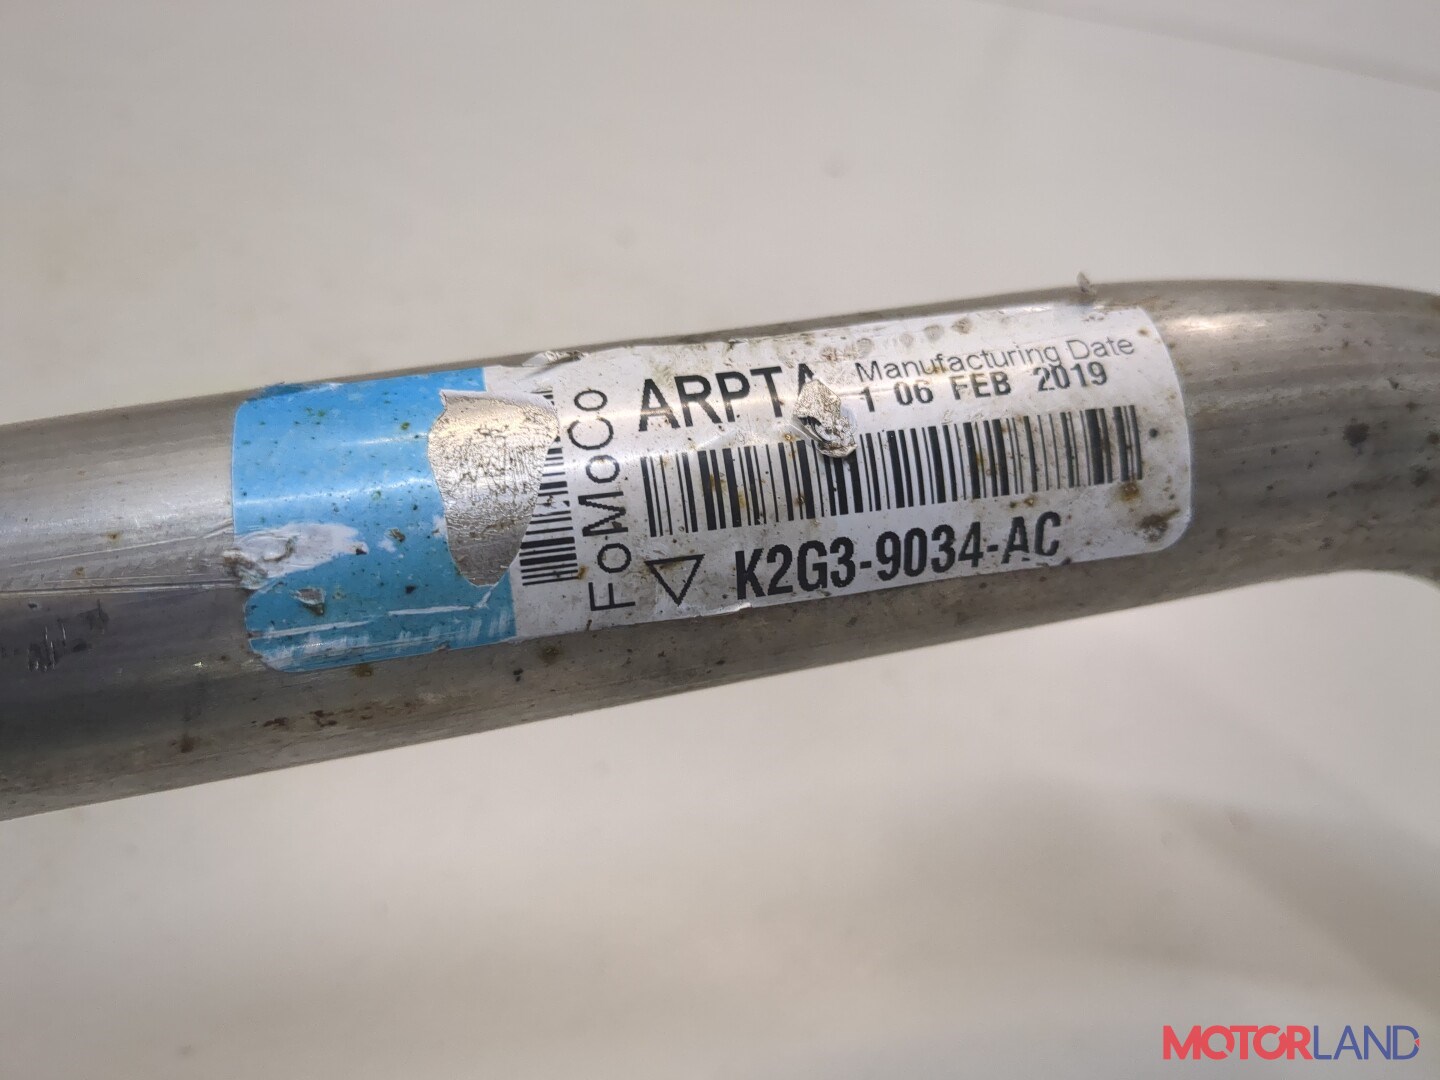 FoMoCo
ARPTA
Manufacturing Date
1 06 FEB 2019
K2G3-9034-AC
MOTORLAND